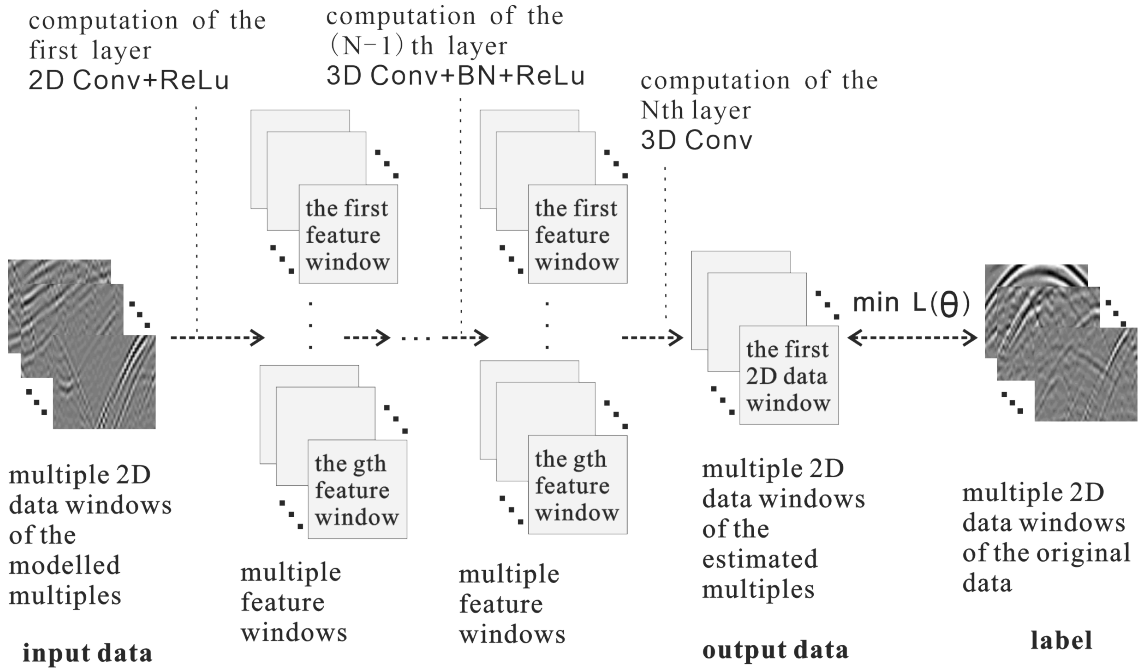 computation of the
first layer
2D Conv+ReLu
computation of the
(N-1)th layer
3D Conv+BN+ReLu
computation of the
Nth layer
3D Conv
the first
feature
window
the first
feature
window
the gth
feature
window
the gth
feature
window
the first
2D data
window
min L(θ)
multiple 2D
data windows
of the
modelled
multiples
input data
multiple
feature
windows
multiple
feature
windows
multiple 2D
data windows
of the
estimated
multiples
output data
multiple 2D
data windows
of the original
data
label